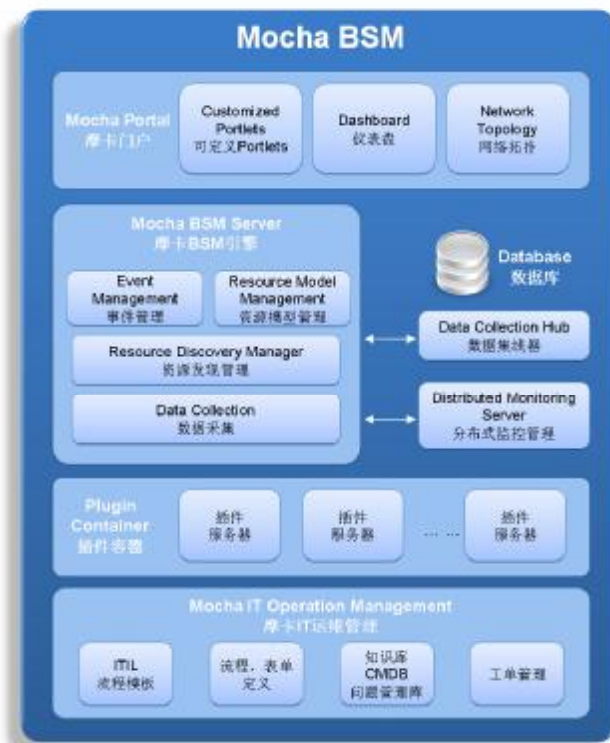 Mocha BSM
Mocha Portal
摩卡门户
Customized
Portlets
可定义Portlets
Dashboard
仪表盘
Network
Topology
网络拓扑
Mocha BSM Server
摩卡BSM引擎
Event
Management
事件管理
Resource Model
Management
资源模型管理
Resource Discovery Manager
资源发现管理
Data Collection
数据采集
Database
数据库
Data Collection Hub
数据集线器
Distributed Monitoring
Server
分布式监控管理
Plugin
Container
插件容器
插件
服务器
插件
服务器
... ...
插件
服务器
Mocha IT Operation Management
摩卡IT运维管理
ITIL
流程模板
流程、表单
定义
知识库
CMDB
问题管理库
工单管理